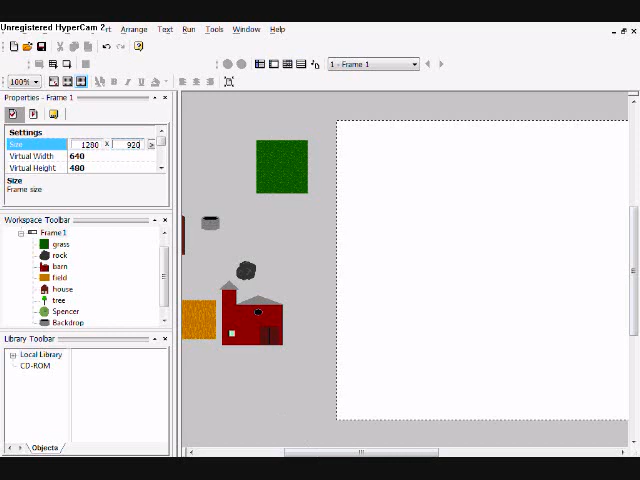 Unregistered HyperCam 2
rt Arrange Text Run Tools Window Help
1 - Frame 1
100%
Properties - Frame 1
Settings
Size 1280 X 920
Virtual Width 640
Virtual Height 480
Size
Frame size
Workspace Toolbar
Frame1
grass
rock
barn
field
house
tree
Spencer
Backdrop
Library Toolbar
Local Library
CD-ROM
Objects